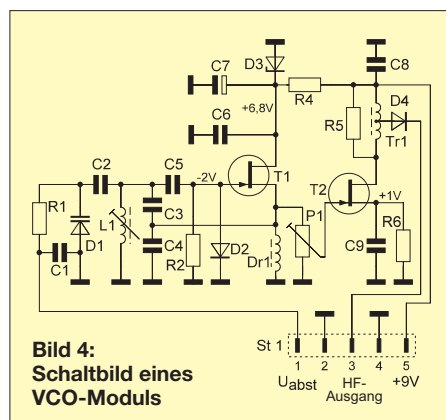 C7
D3
C8
+6,8V
R4
C6
R5
D4
Tr1
C2
C5
-2V
T1
T2
R1
L1
C3
P1
+1V
D1
C4
R2
D2
Dr1
C9
R6
C1
Bild 4:
Schaltbild eines
VCO-Moduls
St 1
1 2 3 4 5
Uabst HF- +9V
Ausgang